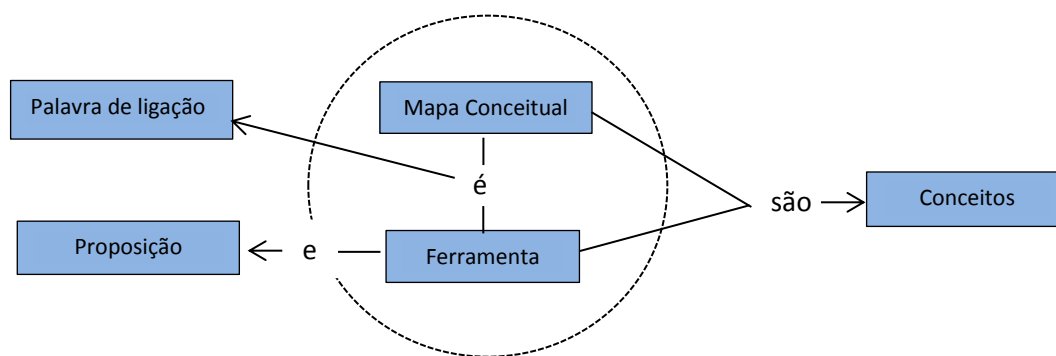 Palavra de ligação
Mapa Conceitual
é
são
Conceitos
Proposição
e
Ferramenta